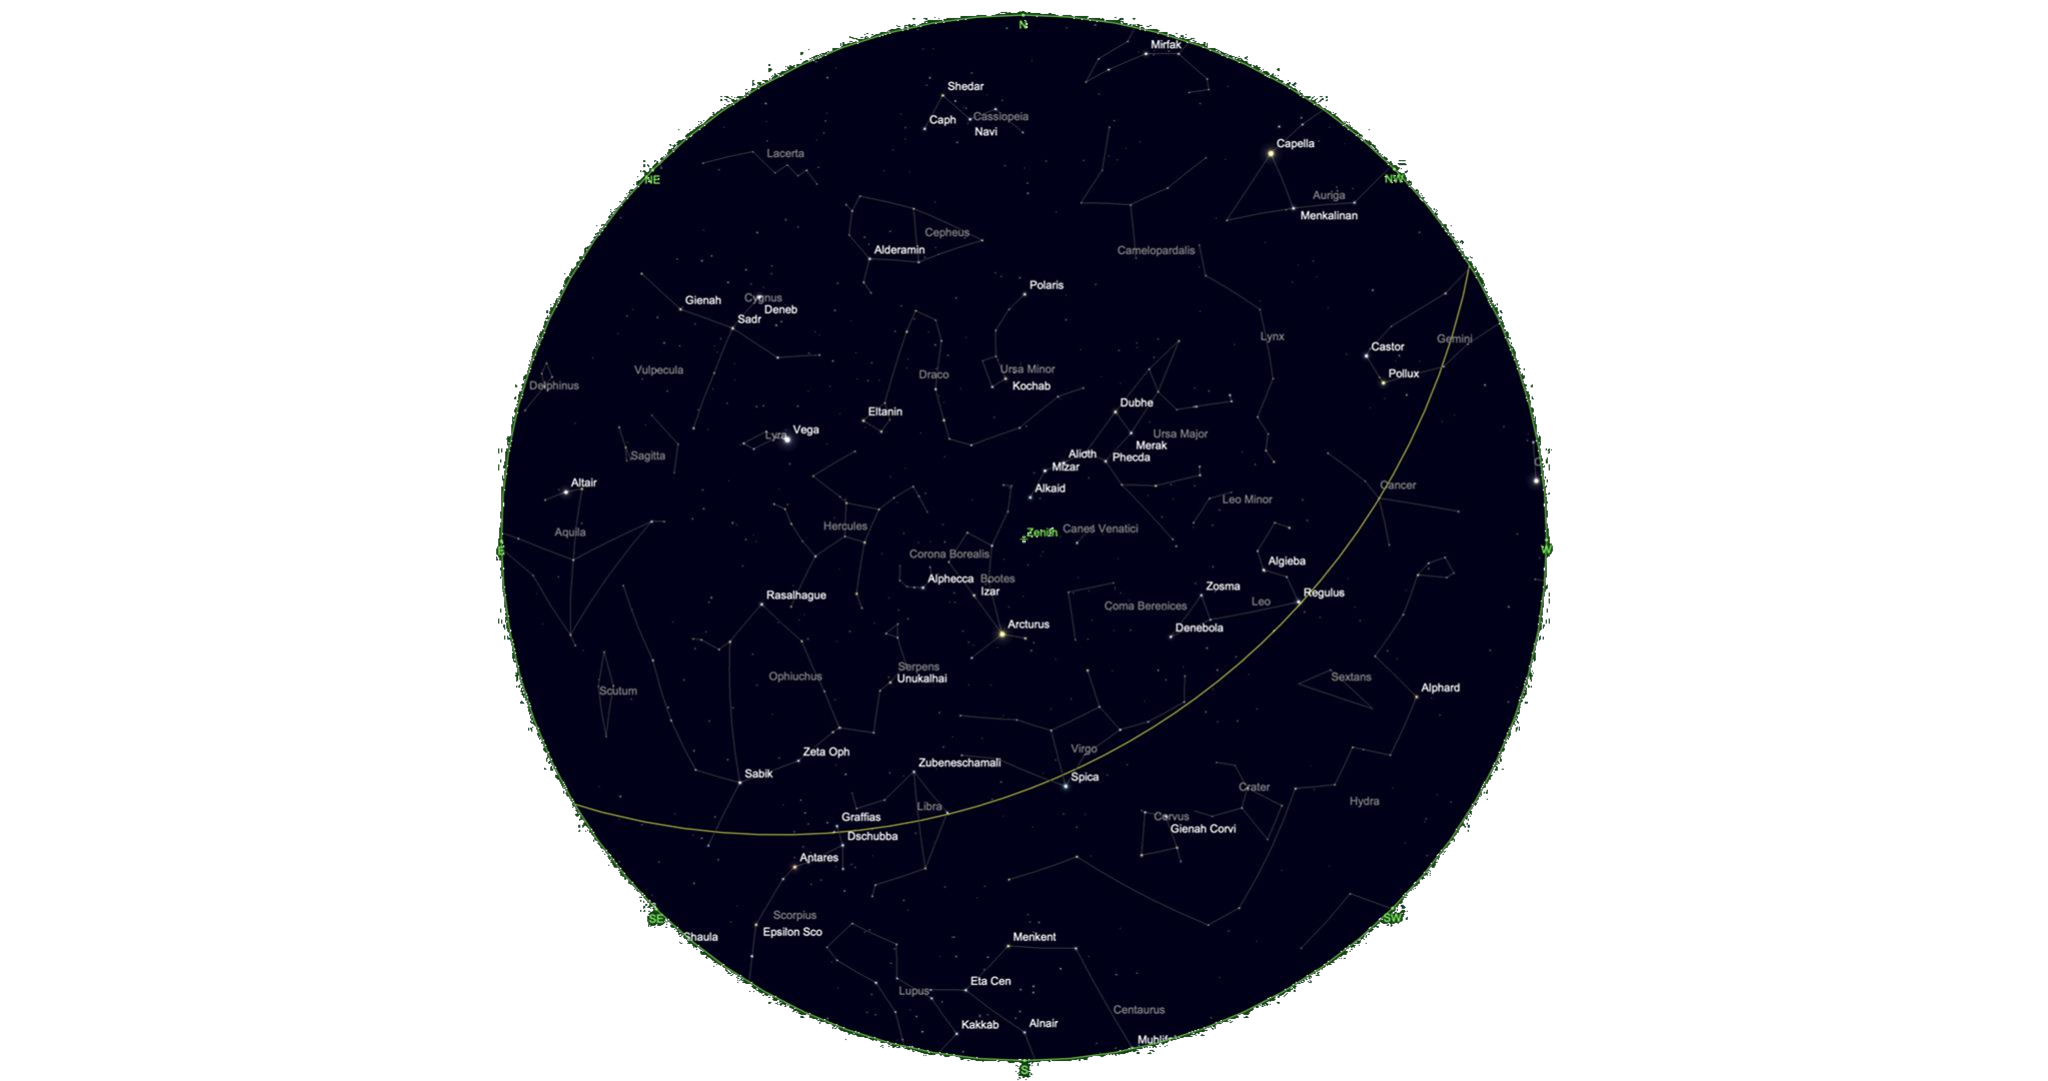 N
Mirfak
Shedar
Caph
Cassiopeia
Navi
Capella
Lacerta
NE
NW
Auriga
Menkalinan
Cepheus
Alderamin
Camelopardalis
Polaris
Gienah
Cygnus
Deneb
Sadr
Lynx
Gemini
Castor
Vulpecula
Draco
Ursa Minor
Pollux
Delphinus
Kochab
Dubhe
Eltanin
Vega
Lyra
Ursa Major
Merak
Sagitta
Alioth
Phecda
Mizar
Altair
Alkaid
Cancer
Leo Minor
Hercules
Aquila
Zenith
Canes Venatici
E
W
Corona Borealis
Algieba
Alphecca
Bootes
Izar
Zosma
Rasalhague
Regulus
Coma Berenices
Leo
Arcturus
Denebola
Serpens
Ophiuchus
Unukalhai
Sextans
Scutum
Alphard
Zeta Oph
Virgo
Zubeneschamali
Sabik
Spica
Crater
Libra
Hydra
Graffias
Corvus
Gienah Corvi
Dschubba
Antares
Scorpius
SE
SW
Epsilon Sco
Shaula
Menkent
Eta Cen
Lupus
Centaurus
Kakkab
Alnair
S